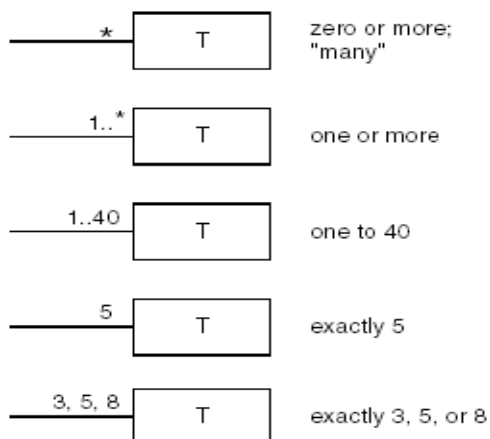 * T zero or more;
"many"
1..* T one or more
1..40 T one to 40
5 T exactly 5
3, 5, 8 T exactly 3, 5, or 8